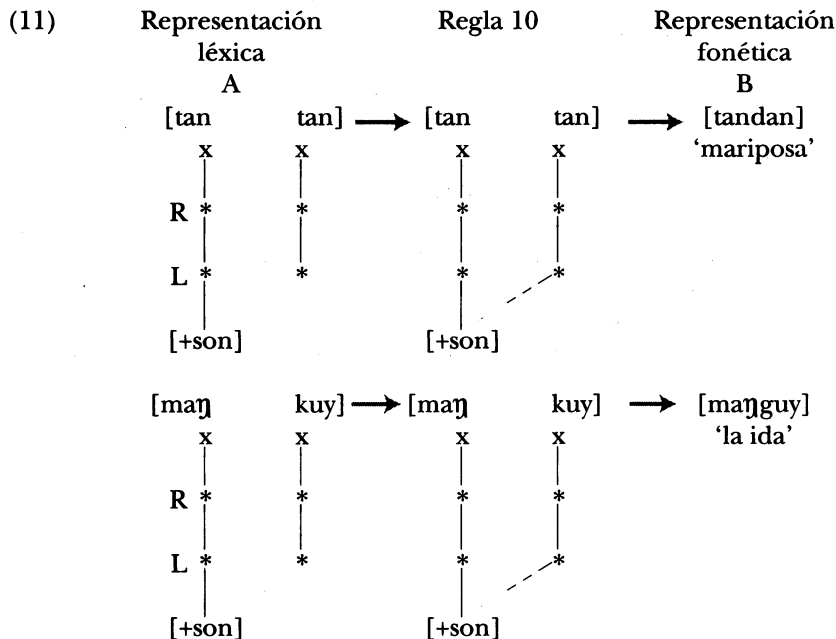 (11) Representación Regla 10 Representación
léxica fonética
A B
[tan tan] → [tan tan] → [tandan]
x x x x 'mariposa'
R * * * *
L * * * *
[+son] [+son]
[maŋ kuy] → [maŋ kuy] → [maŋguy]
x x x x 'la ida'
R * * * *
L * * * *
[+son] [+son]